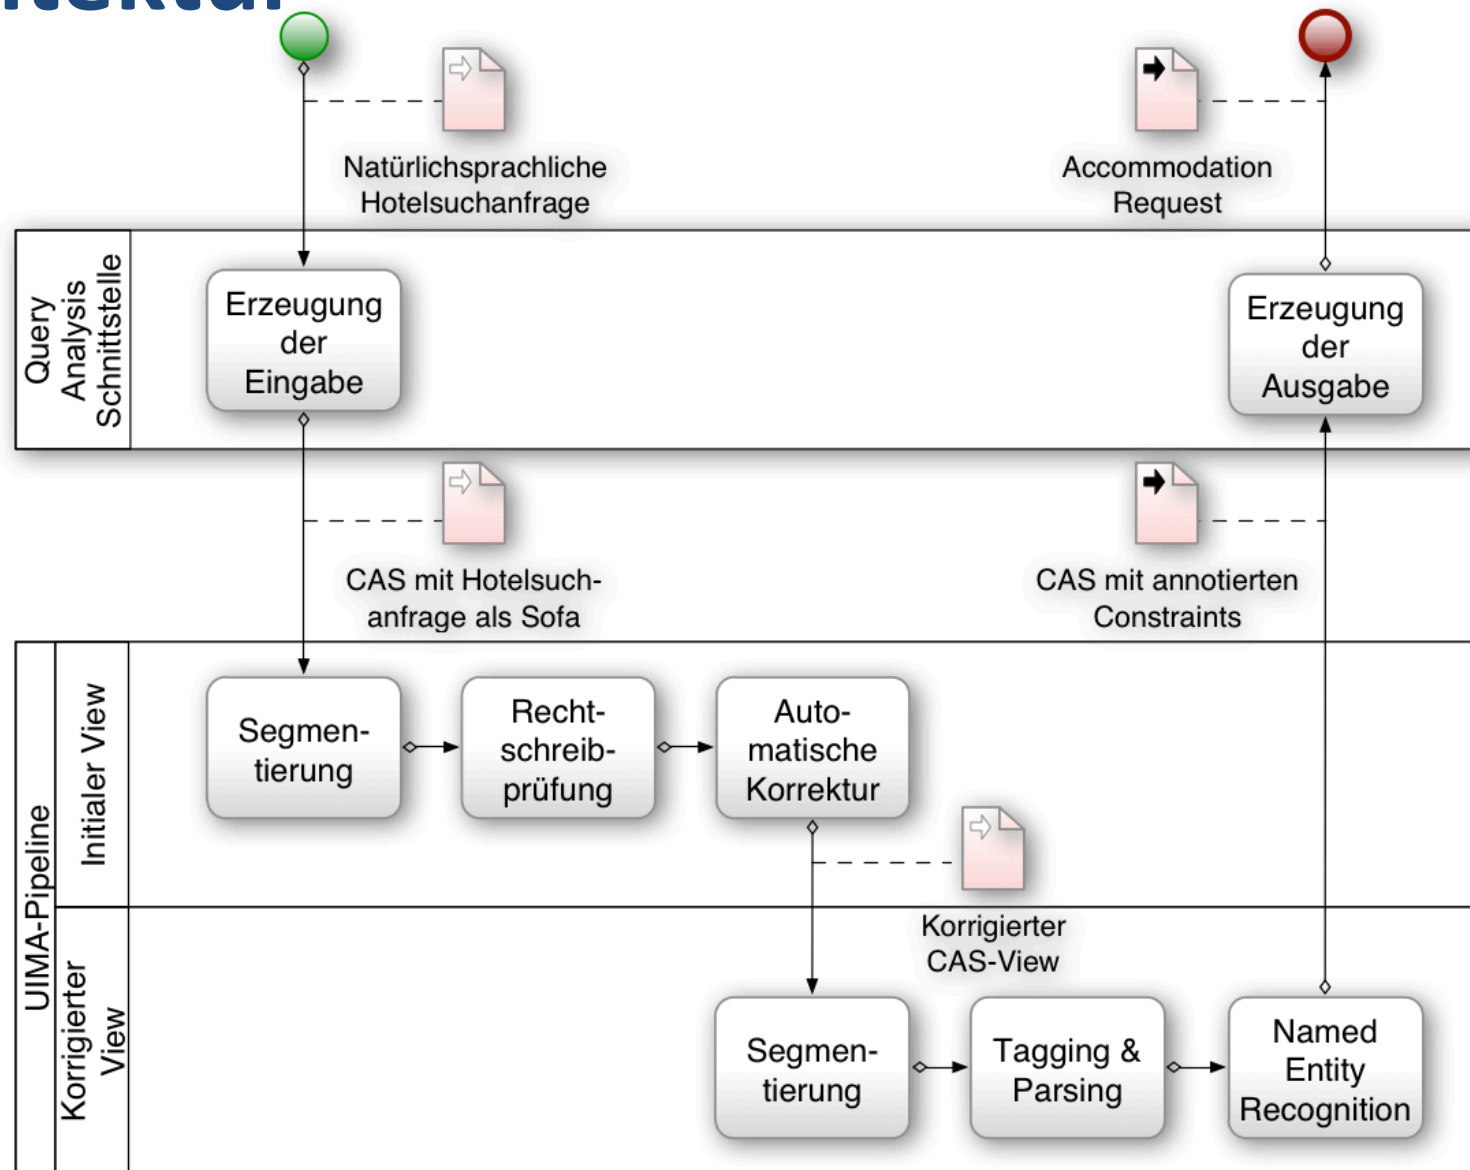 Natürlichsprachliche
Hotelsuchanfrage
Accommodation
Request
Query
Analysis
Schnittstelle
Erzeugung
der
Eingabe
Erzeugung
der
Ausgabe
CAS mit Hotelsuch-
anfrage als Sofa
CAS mit annotierten
Constraints
UIMA-Pipeline
Initialer View
Segmen-
tierung
Recht-
schreib-
prüfung
Auto-
matische
Korrektur
Korrigierter
CAS-View
Korrigierter
View
Segmen-
tierung
Tagging &
Parsing
Named
Entity
Recognition